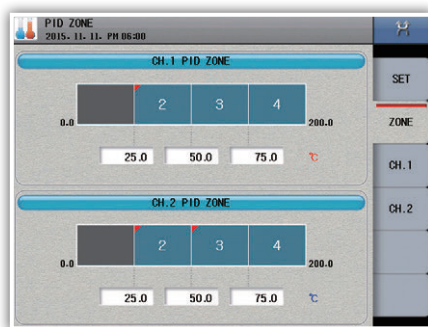 PID ZONE
2015. 11. 11. PM 06:00
SET
ZONE
CH.1
CH.2
CH.1 PID ZONE
2 3 4
0.0 200.0
25.0 50.0 75.0 ℃
CH.2 PID ZONE
2 3 4
0.0 200.0
25.0 50.0 75.0 ℃